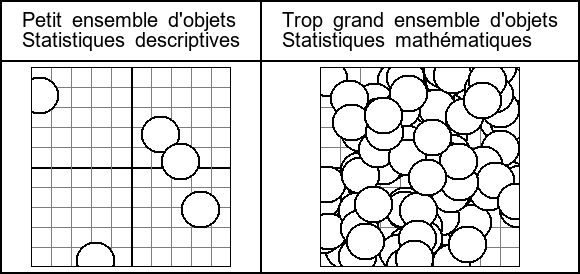 Petit ensemble d'objets
Statistiques descriptives
Trop grand ensemble d'objets
Statistiques mathématiques